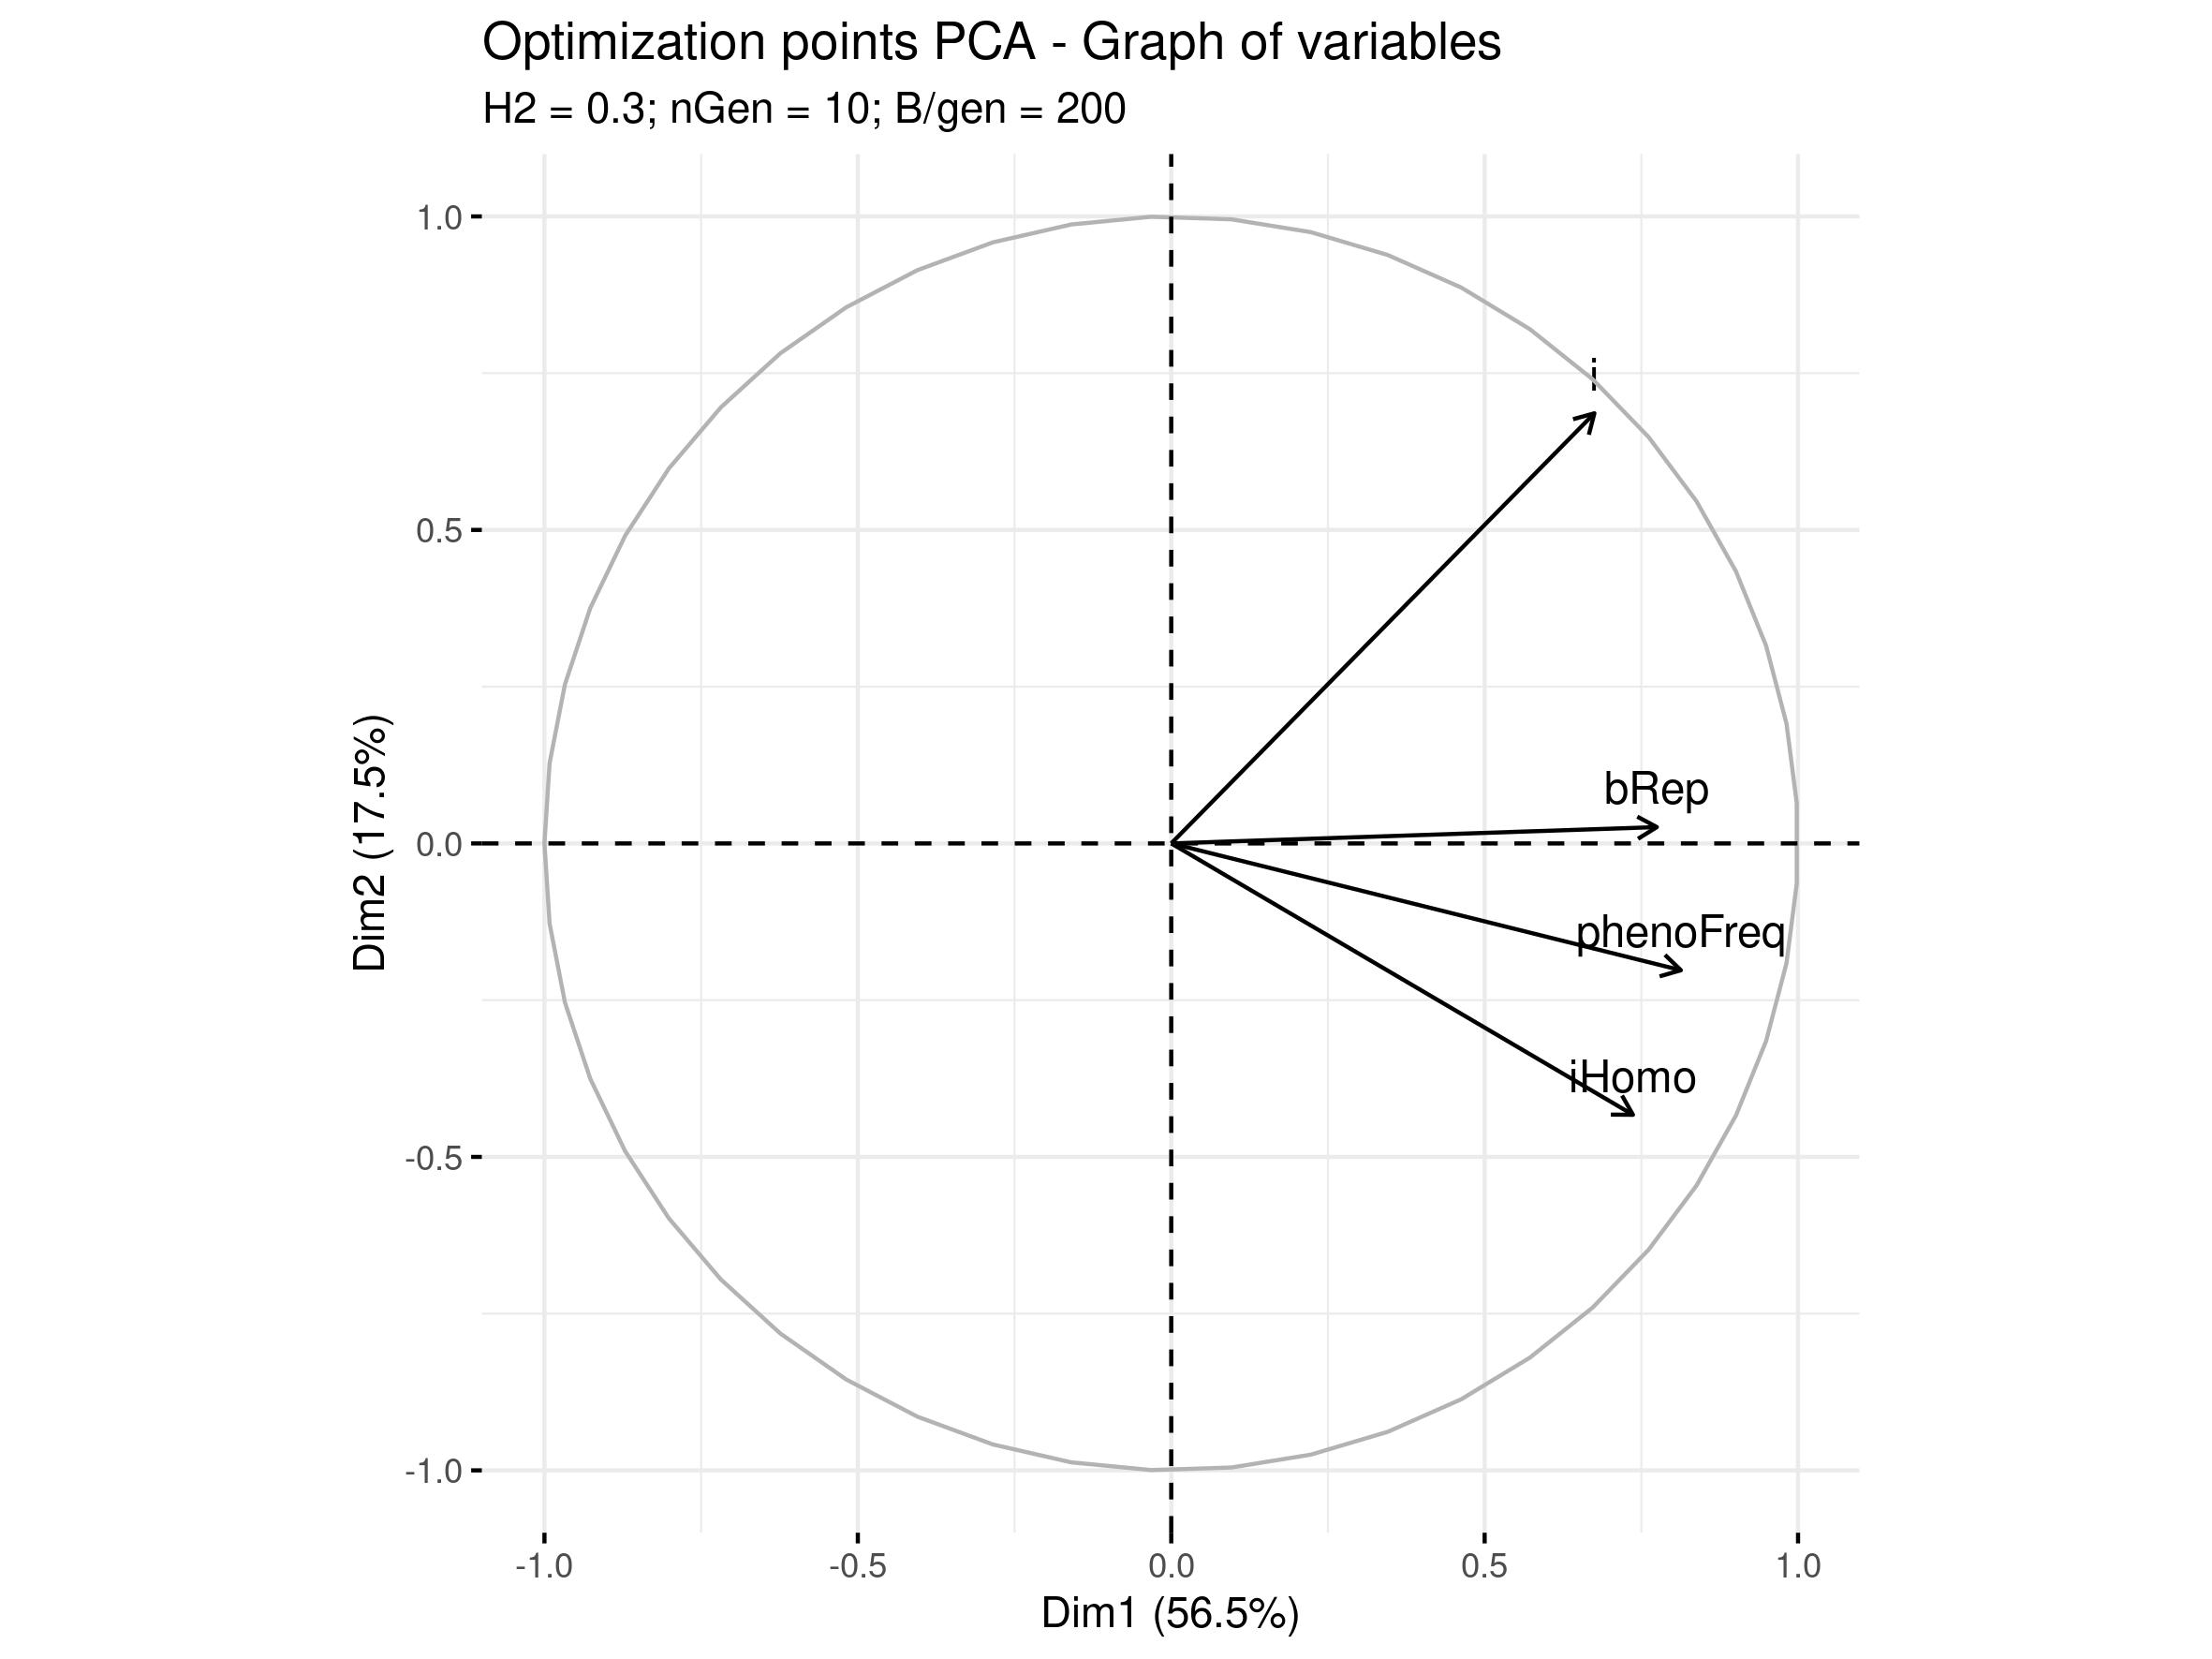 Optimization points PCA - Graph of variables
H2 = 0.3; nGen = 10; B/gen = 200
1.0
0.5
0.0
-0.5
-1.0
Dim2 (17.5%)
i
bRep
phenoFreq
iHomo
-1.0
-0.5
0.0
0.5
1.0
Dim1 (56.5%)